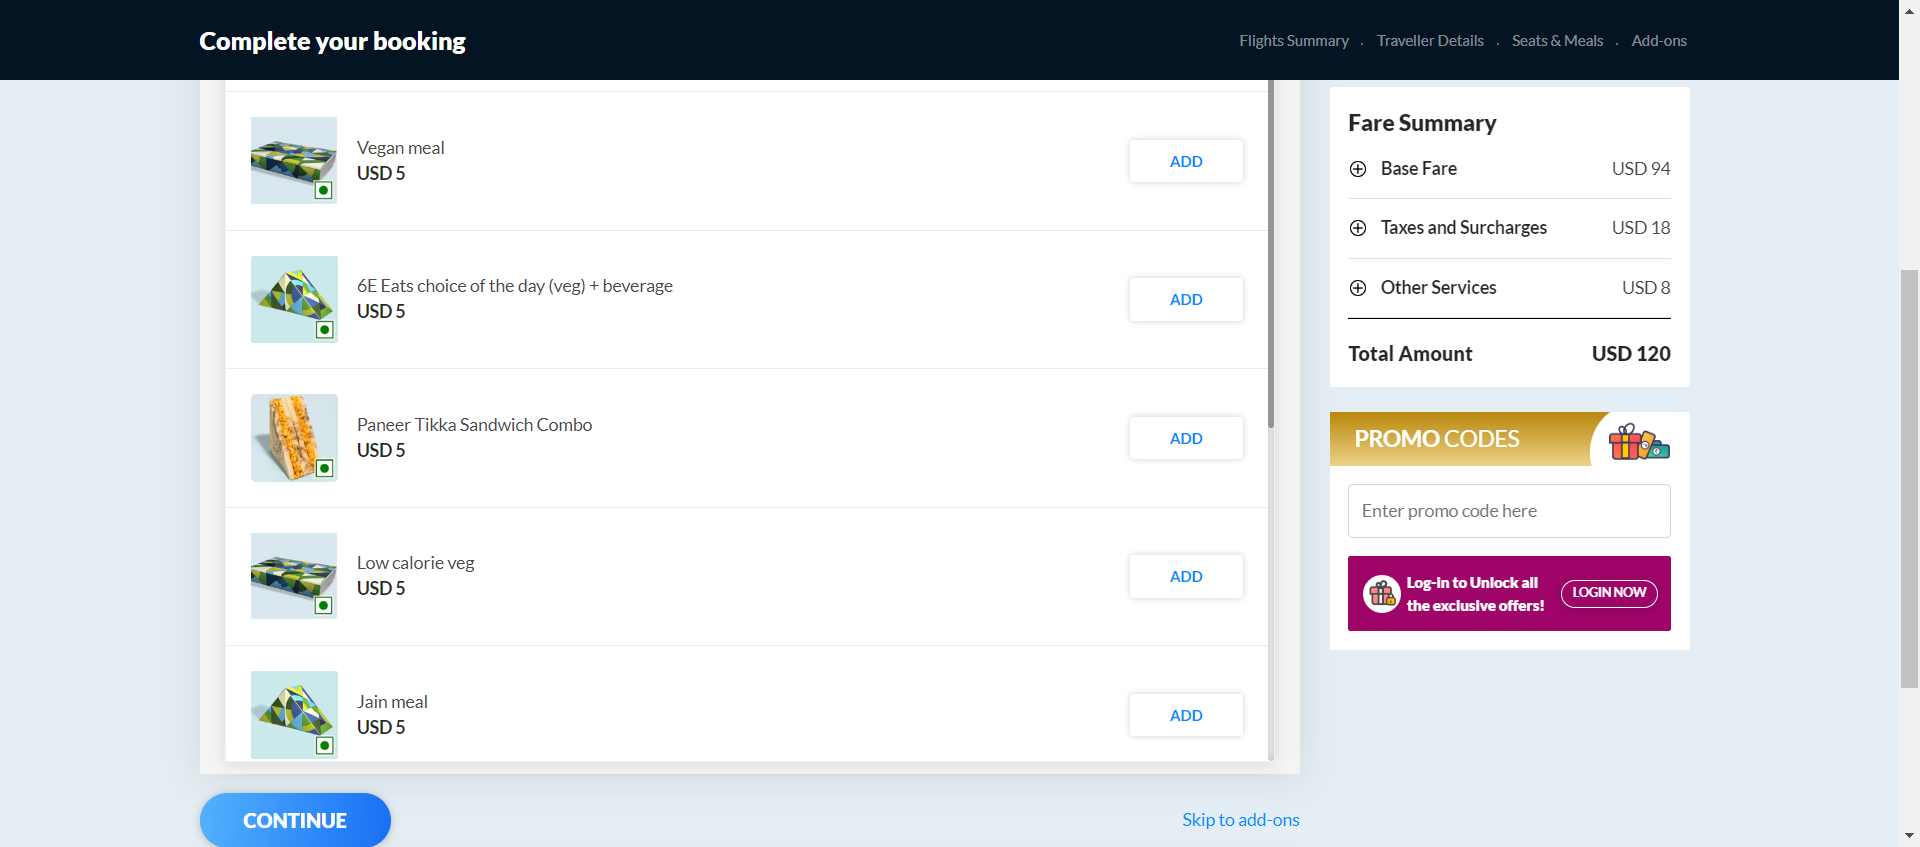 Complete your booking
Flights Summary . Traveller Details . Seats & Meals . Add-ons
Vegan meal
USD 5
ADD
6E Eats choice of the day (veg) + beverage
USD 5
ADD
Paneer Tikka Sandwich Combo
USD 5
ADD
Low calorie veg
USD 5
ADD
Jain meal
USD 5
ADD
CONTINUE
Skip to add-ons
Fare Summary
Base Fare USD 94
Taxes and Surcharges USD 18
Other Services USD 8
Total Amount USD 120
PROMO CODES
Enter promo code here
Log-in to Unlock all
the exclusive offers!
LOGIN NOW